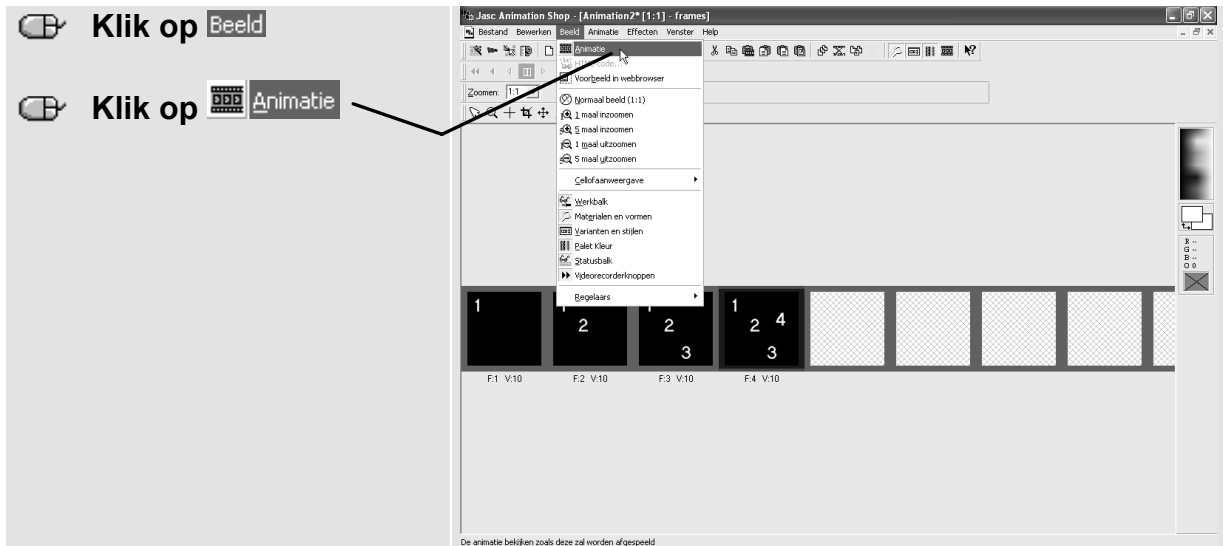 Klik op Beeld
Klik op Animatie
Jasc Animation Shop - [Animation2* [1:1] - frames]
Bestand Bewerken Beeld Animatie Effecten Venster Help
Animatie
HTML-code...
Voorbeeld in webbrowser
Zoomen: 1:1
Normaal beeld (1:1)
1 maal inzoomen
5 maal inzoomen
1 maal uitzoomen
5 maal uitzoomen
Cellofaanweergave
Werkbalk
Materialen en vormen
Varianten en stijlen
Palet Kleur
Statusbalk
Videorecorderknoppen
Regelaars
R --
G --
B --
O 0
1
1 2
1 2 3
1 2 4 3
F:1 V:10 F:2 V:10 F:3 V:10 F:4 V:10
De animatie bekijken zoals deze zal worden afgespeeld